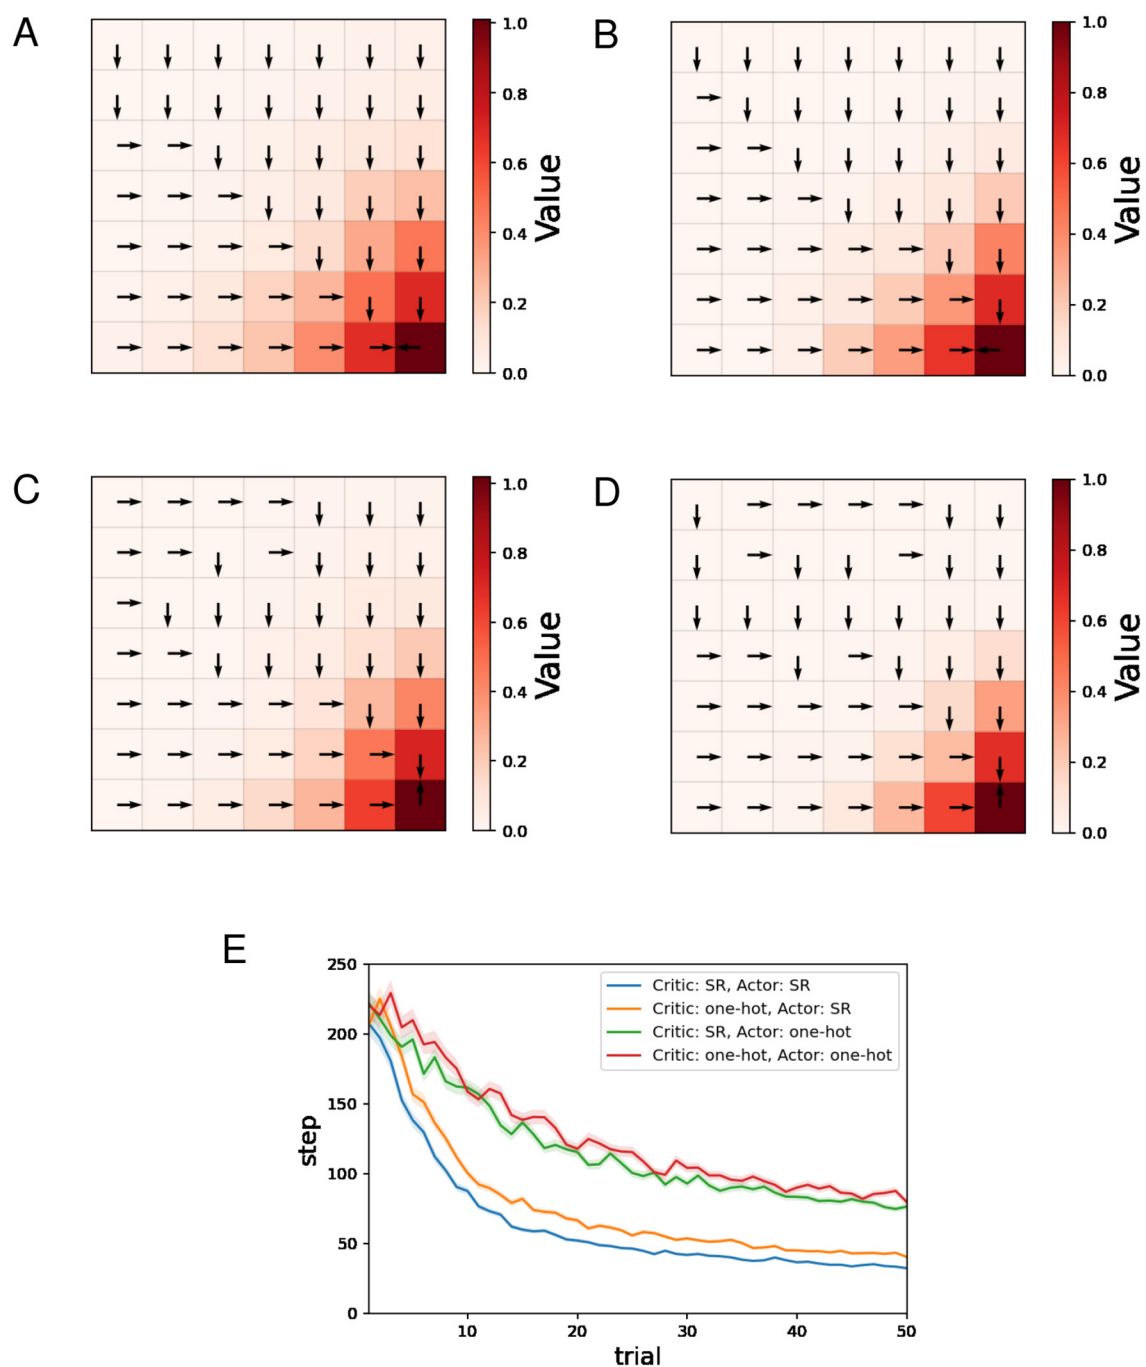 A
1.0
0.8
0.6
0.4
0.2
0.0
Value
B
1.0
0.8
0.6
0.4
0.2
0.0
Value
C
1.0
0.8
0.6
0.4
0.2
0.0
Value
D
1.0
0.8
0.6
0.4
0.2
0.0
Value
E
250
200
150
100
50
0
step
Critic: SR, Actor: SR
Critic: one-hot, Actor: SR
Critic: SR, Actor: one-hot
Critic: one-hot, Actor: one-hot
10
20
30
40
50
trial